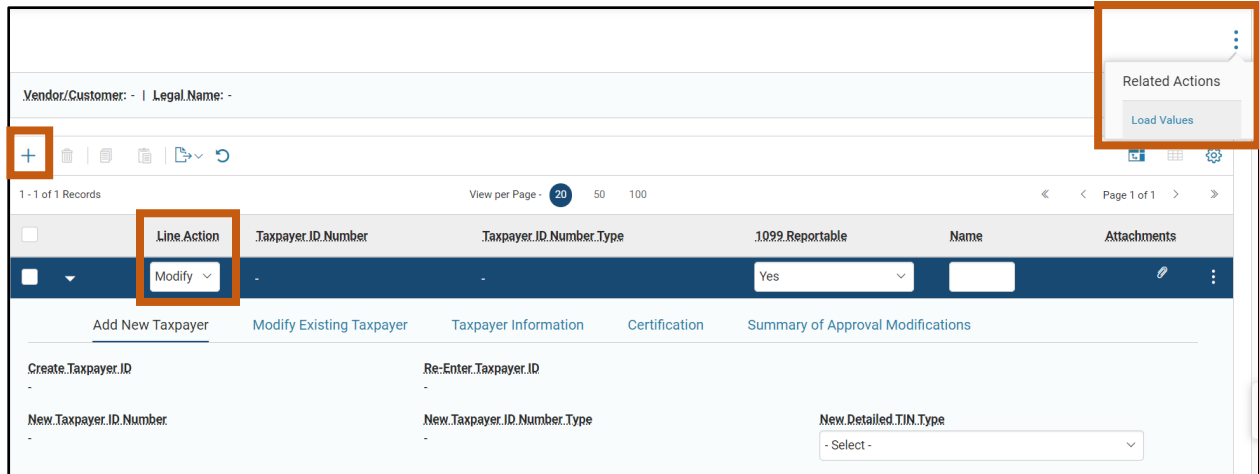 Related Actions
Load Values
Vendor/Customer: - | Legal Name: -
1 - 1 of 1 Records View per Page - 20 50 100 Page 1 of 1
Line Action Taxpayer ID Number Taxpayer ID Number Type 1099 Reportable Name Attachments
Modify - - Yes
Add New Taxpayer Modify Existing Taxpayer Taxpayer Information Certification Summary of Approval Modifications
Create Taxpayer ID Re-Enter Taxpayer ID
- -
New Taxpayer ID Number New Taxpayer ID Number Type New Detailed TIN Type
- - - Select -